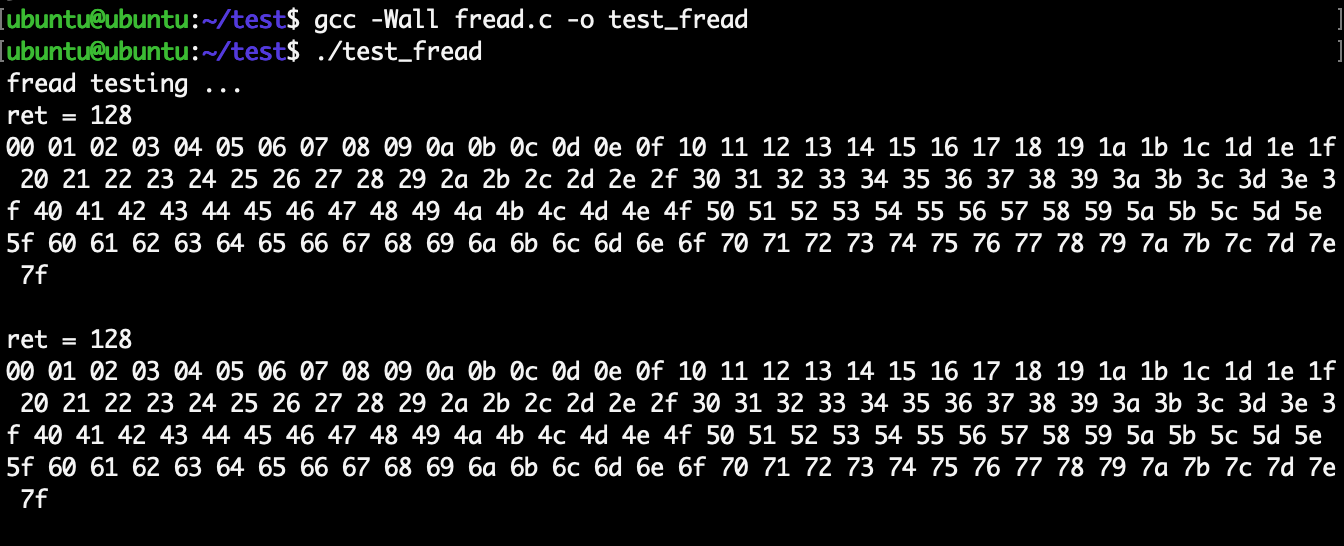 [ubuntu@ubuntu:~/test$ gcc -Wall fread.c -o test_fread ]
[ubuntu@ubuntu:~/test$ ./test_fread ]
fread testing ...
ret = 128
00 01 02 03 04 05 06 07 08 09 0a 0b 0c 0d 0e 0f 10 11 12 13 14 15 16 17 18 19 1a 1b 1c 1d 1e 1f
20 21 22 23 24 25 26 27 28 29 2a 2b 2c 2d 2e 2f 30 31 32 33 34 35 36 37 38 39 3a 3b 3c 3d 3e 3
f 40 41 42 43 44 45 46 47 48 49 4a 4b 4c 4d 4e 4f 50 51 52 53 54 55 56 57 58 59 5a 5b 5c 5d 5e
5f 60 61 62 63 64 65 66 67 68 69 6a 6b 6c 6d 6e 6f 70 71 72 73 74 75 76 77 78 79 7a 7b 7c 7d 7e
7f
ret = 128
00 01 02 03 04 05 06 07 08 09 0a 0b 0c 0d 0e 0f 10 11 12 13 14 15 16 17 18 19 1a 1b 1c 1d 1e 1f
20 21 22 23 24 25 26 27 28 29 2a 2b 2c 2d 2e 2f 30 31 32 33 34 35 36 37 38 39 3a 3b 3c 3d 3e 3
f 40 41 42 43 44 45 46 47 48 49 4a 4b 4c 4d 4e 4f 50 51 52 53 54 55 56 57 58 59 5a 5b 5c 5d 5e
5f 60 61 62 63 64 65 66 67 68 69 6a 6b 6c 6d 6e 6f 70 71 72 73 74 75 76 77 78 79 7a 7b 7c 7d 7e
7f